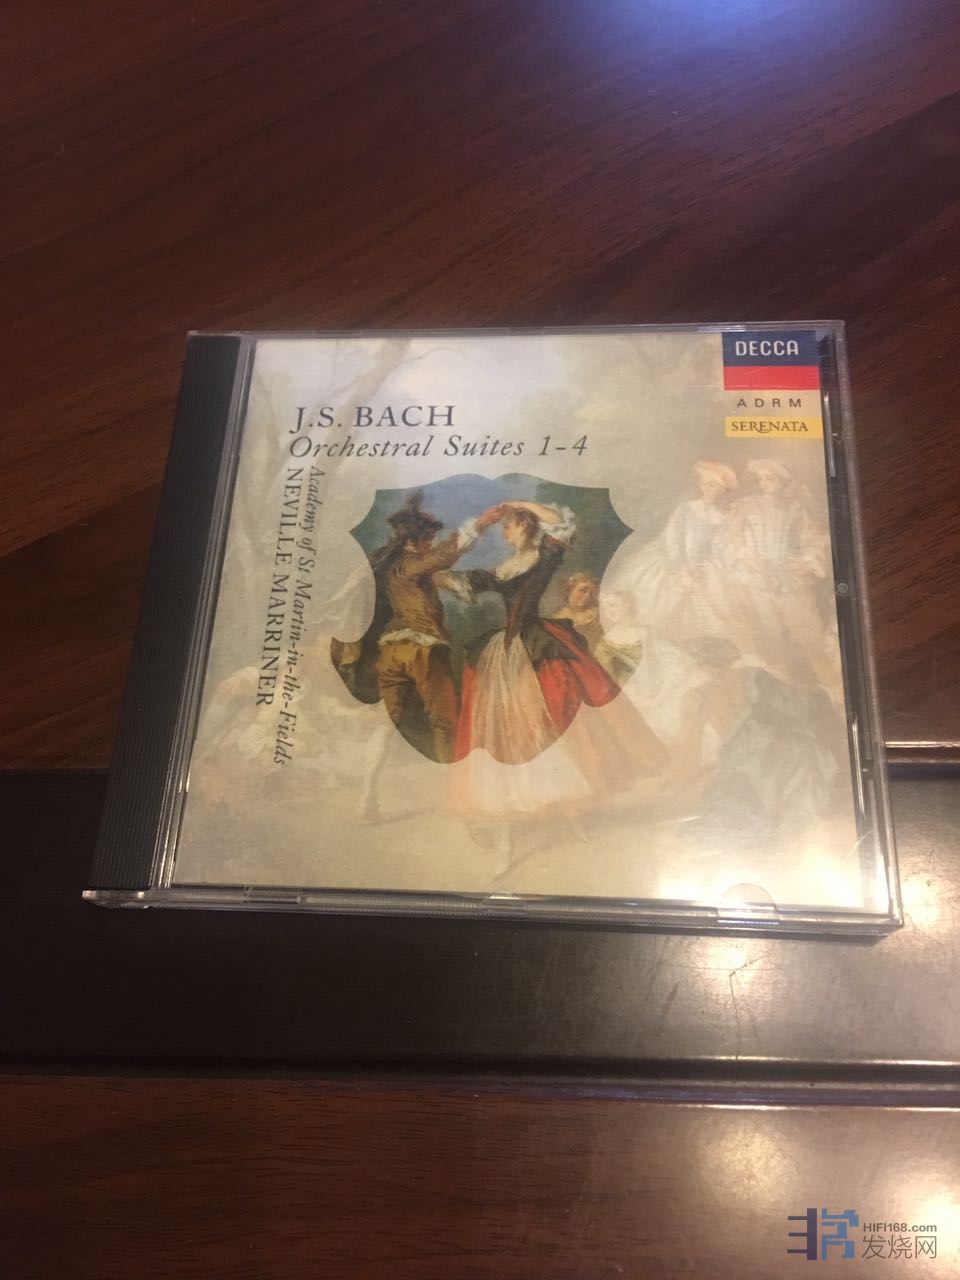 DECCA
ADRM
SERENATA
J.S. BACH
Orchestral Suites 1-4
Academy of St Martin-in-the-Fields
NEVILLE MARRINER
HIFI168.com
发烧网